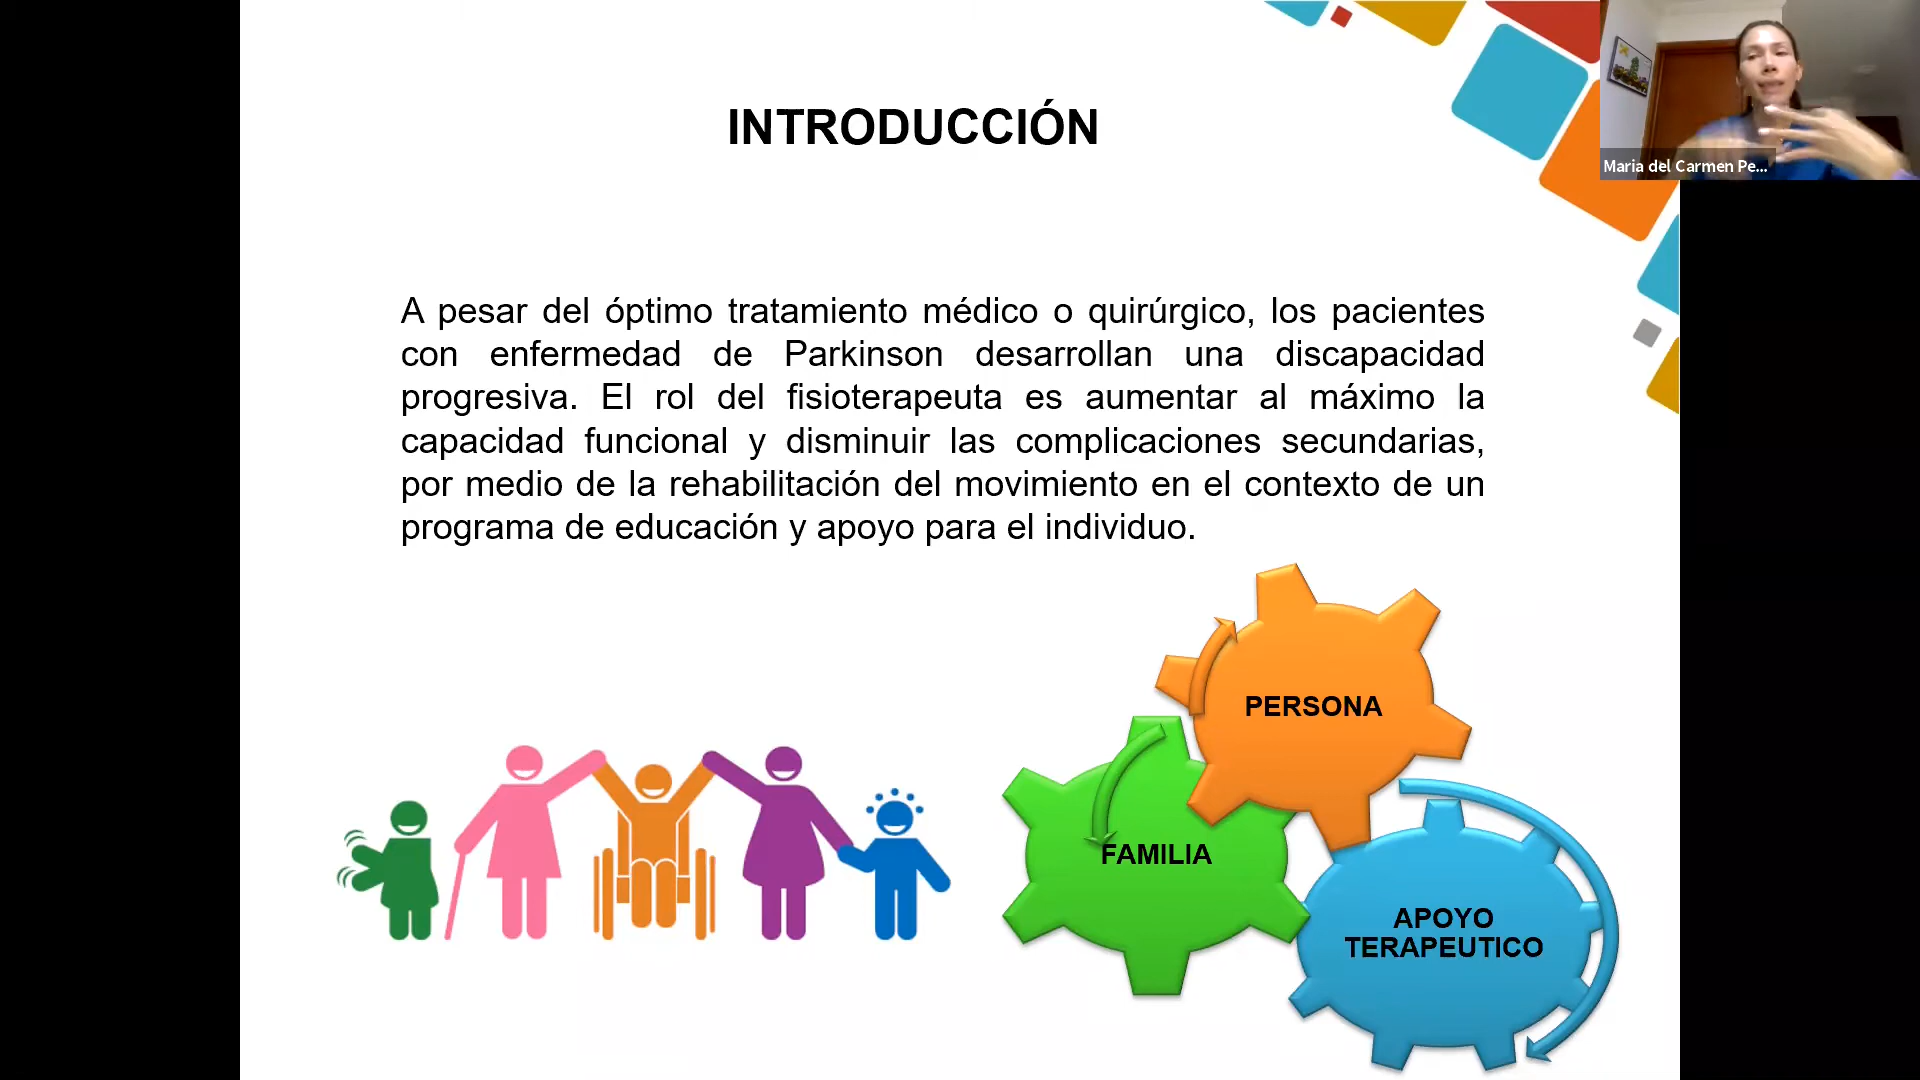 INTRODUCCIÓN
Maria del Carmen Pe...
A pesar del óptimo tratamiento médico o quirúrgico, los pacientes
con enfermedad de Parkinson desarrollan una discapacidad
progresiva. El rol del fisioterapeuta es aumentar al máximo la
capacidad funcional y disminuir las complicaciones secundarias,
por medio de la rehabilitación del movimiento en el contexto de un
programa de educación y apoyo para el individuo.
PERSONA
FAMILIA
APOYO
TERAPEUTICO